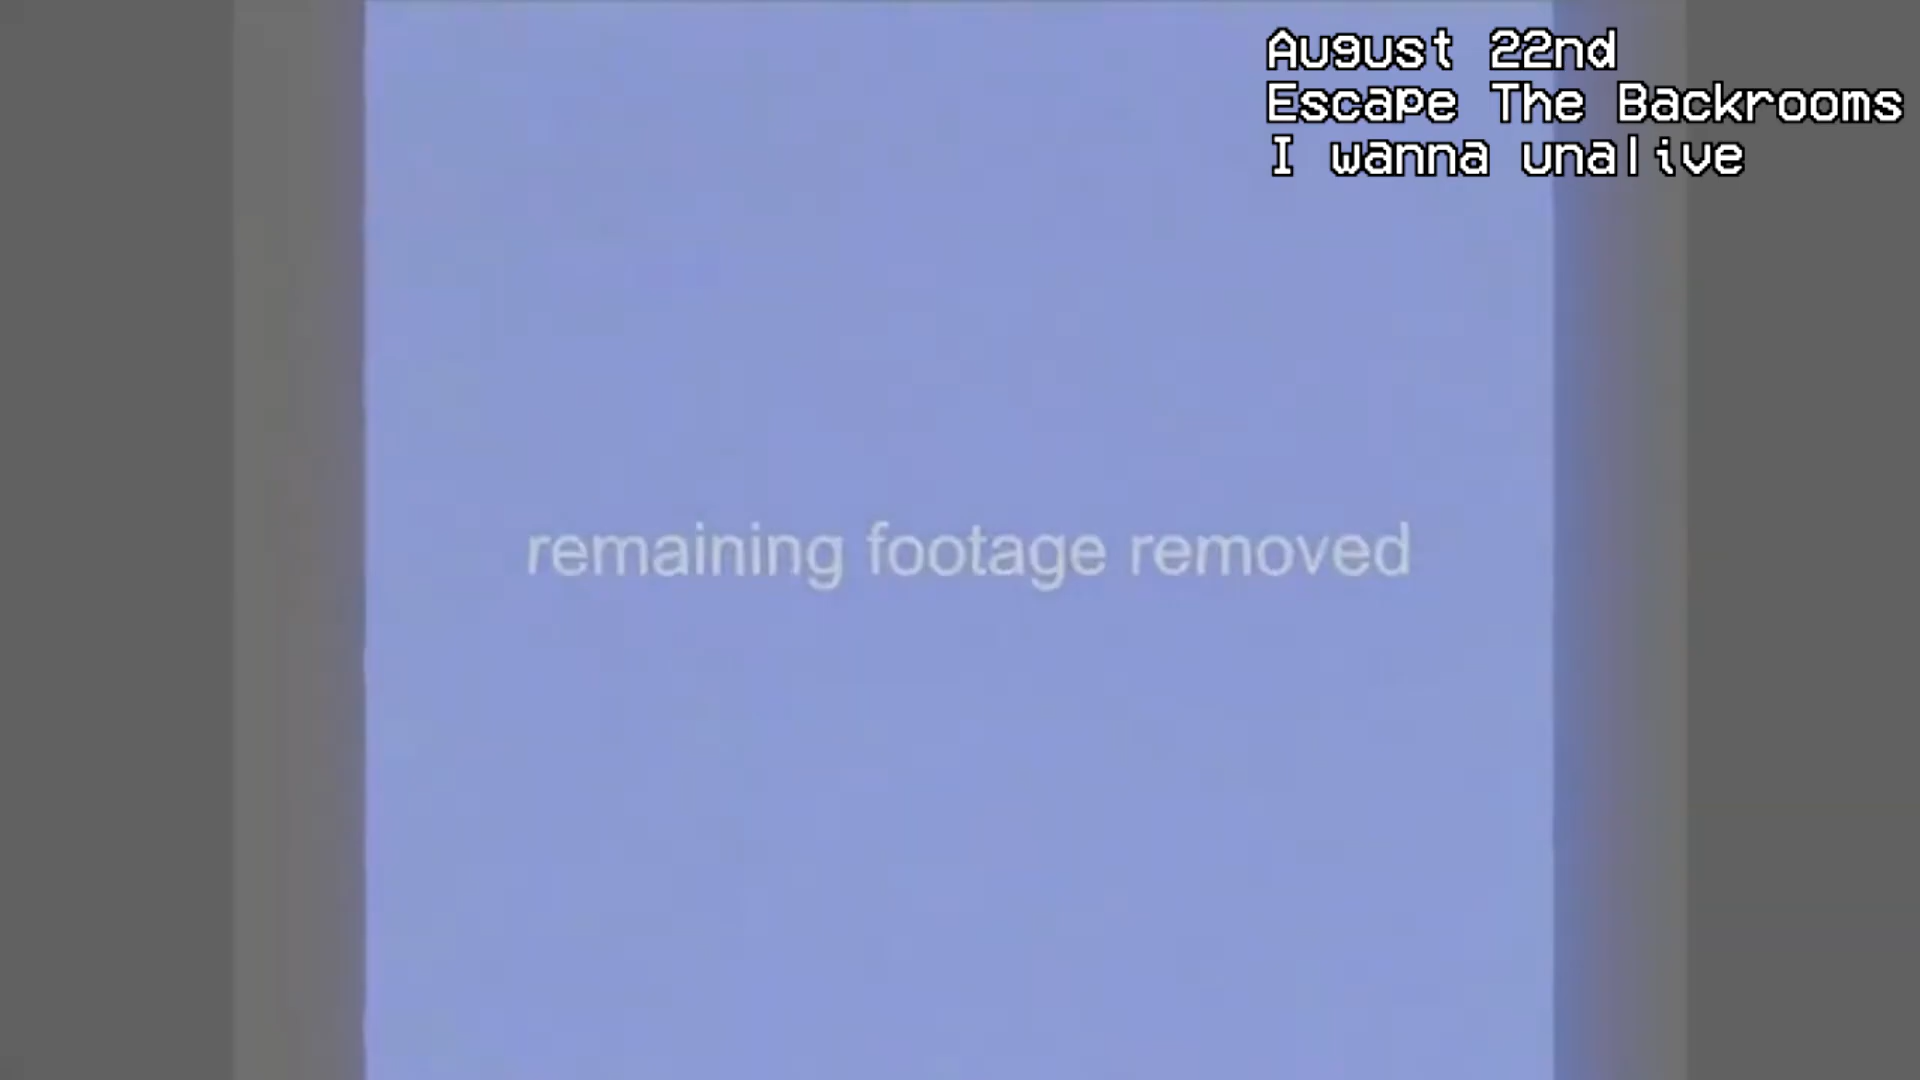 August 22nd
Escape The Backrooms
I wanna unalive
remaining footage removed